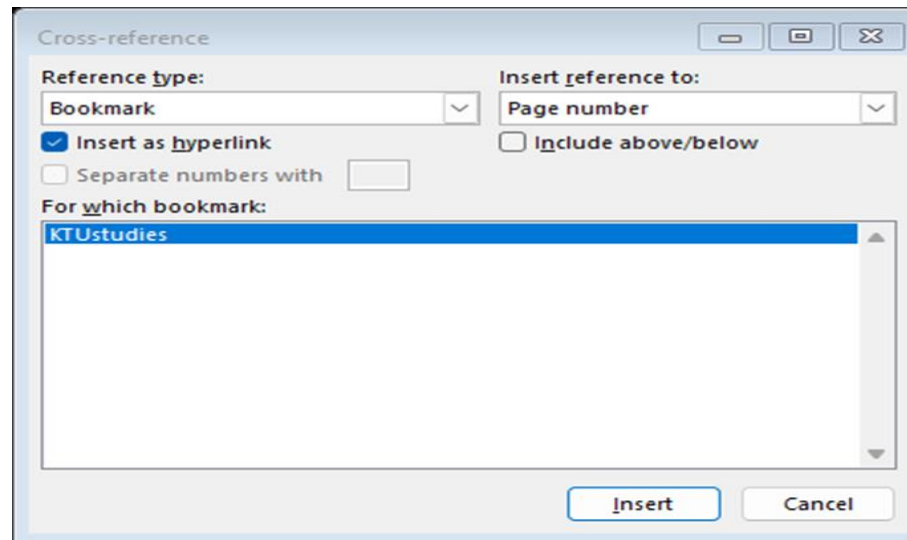 Cross-reference
Reference type:
Insert reference to:
Bookmark
Page number
Insert as hyperlink
Include above/below
Separate numbers with
For which bookmark:
KTUstudies
Insert
Cancel